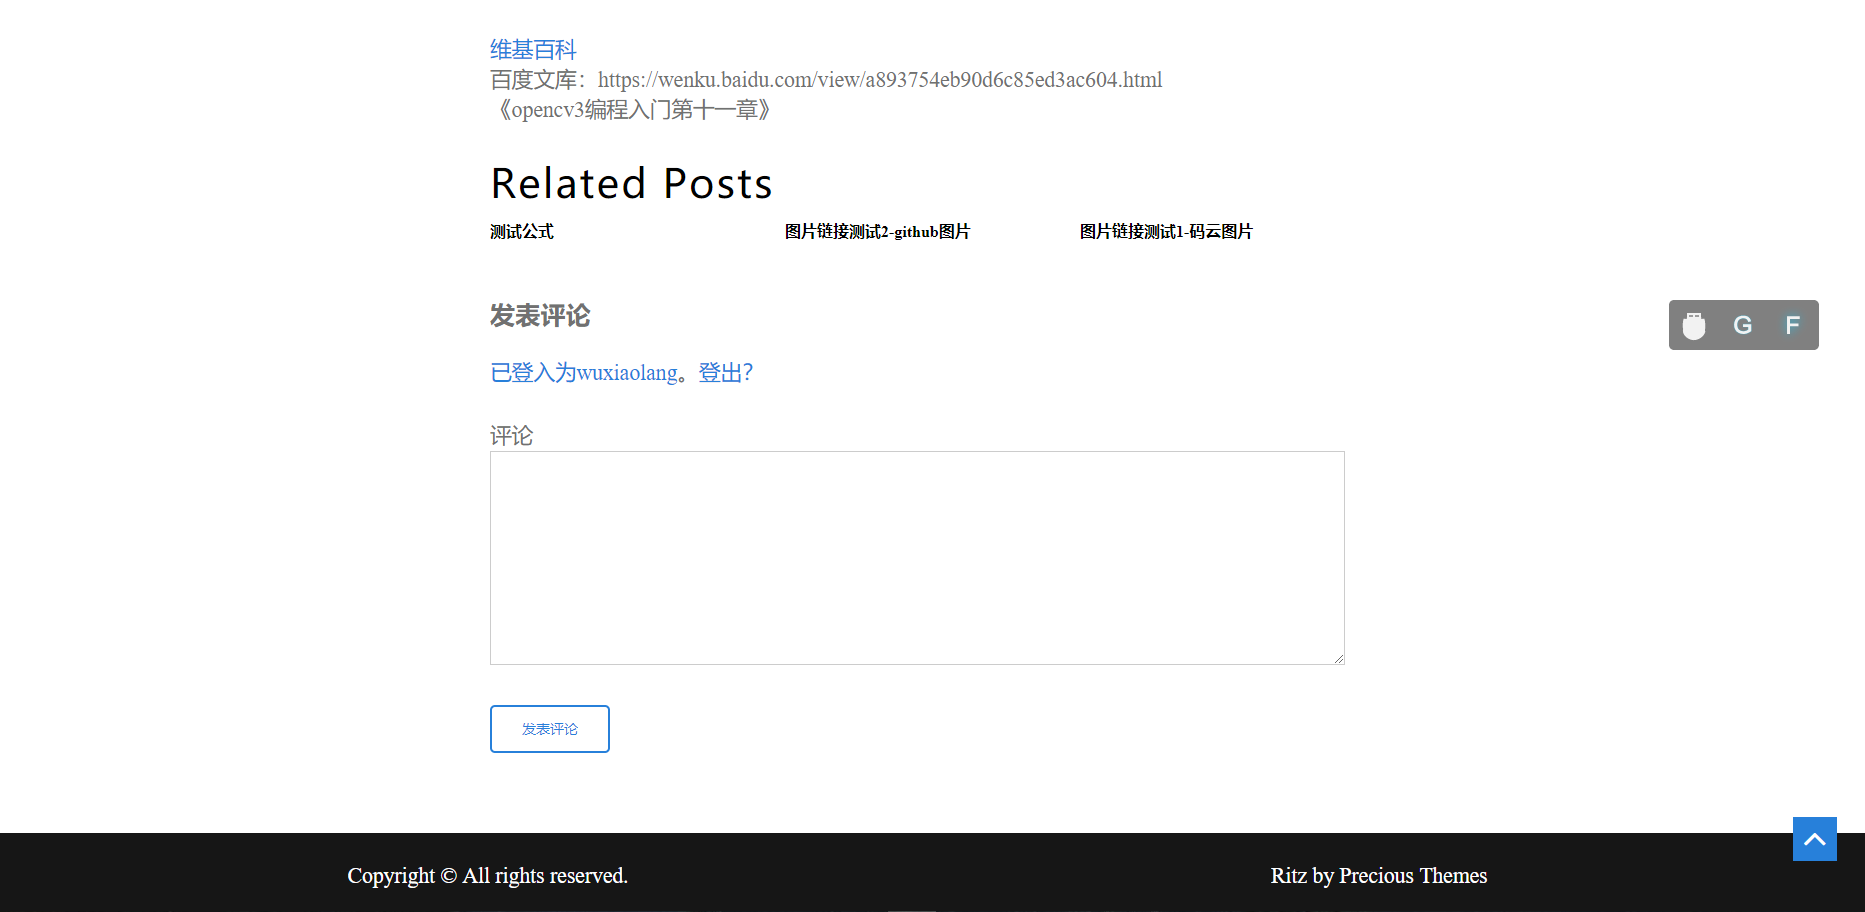 维基百科
百度文库：https://wenku.baidu.com/view/a893754eb90d6c85ed3ac604.html
《opencv3编程入门第十一章》
Related Posts
测试公式
图片链接测试2-github图片
图片链接测试1-码云图片
发表评论
G F
已登入为wuxiaolang。登出？
评论
发表评论
Copyright © All rights reserved.
Ritz by Precious Themes